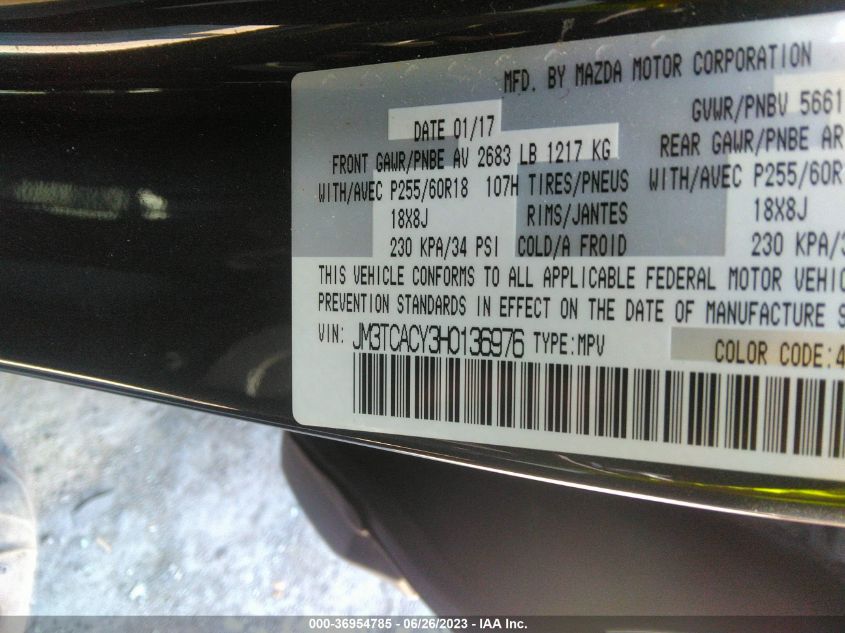 MFD. BY MAZDA MOTOR CORPORATION
DATE 01/17 GVWR/PNBV 5661
FRONT GAWR/PNBE AV 2683 LB 1217 KG REAR GAWR/PNBE AR
WITH/AVEC P255/60R18 107H TIRES/PNEUS WITH/AVEC P255/60R
18X8J RIMS/JANTES 18X8J
230 KPA/34 PSI COLD/A FROID 230 KPA/3
THIS VEHICLE CONFORMS TO ALL APPLICABLE FEDERAL MOTOR VEHIC
PREVENTION STANDARDS IN EFFECT ON THE DATE OF MANUFACTURE S
VIN: JM3TCACY3H0136976 TYPE:MPV COLOR CODE:4
000-36954785 - 06/26/2023 - IAA Inc.